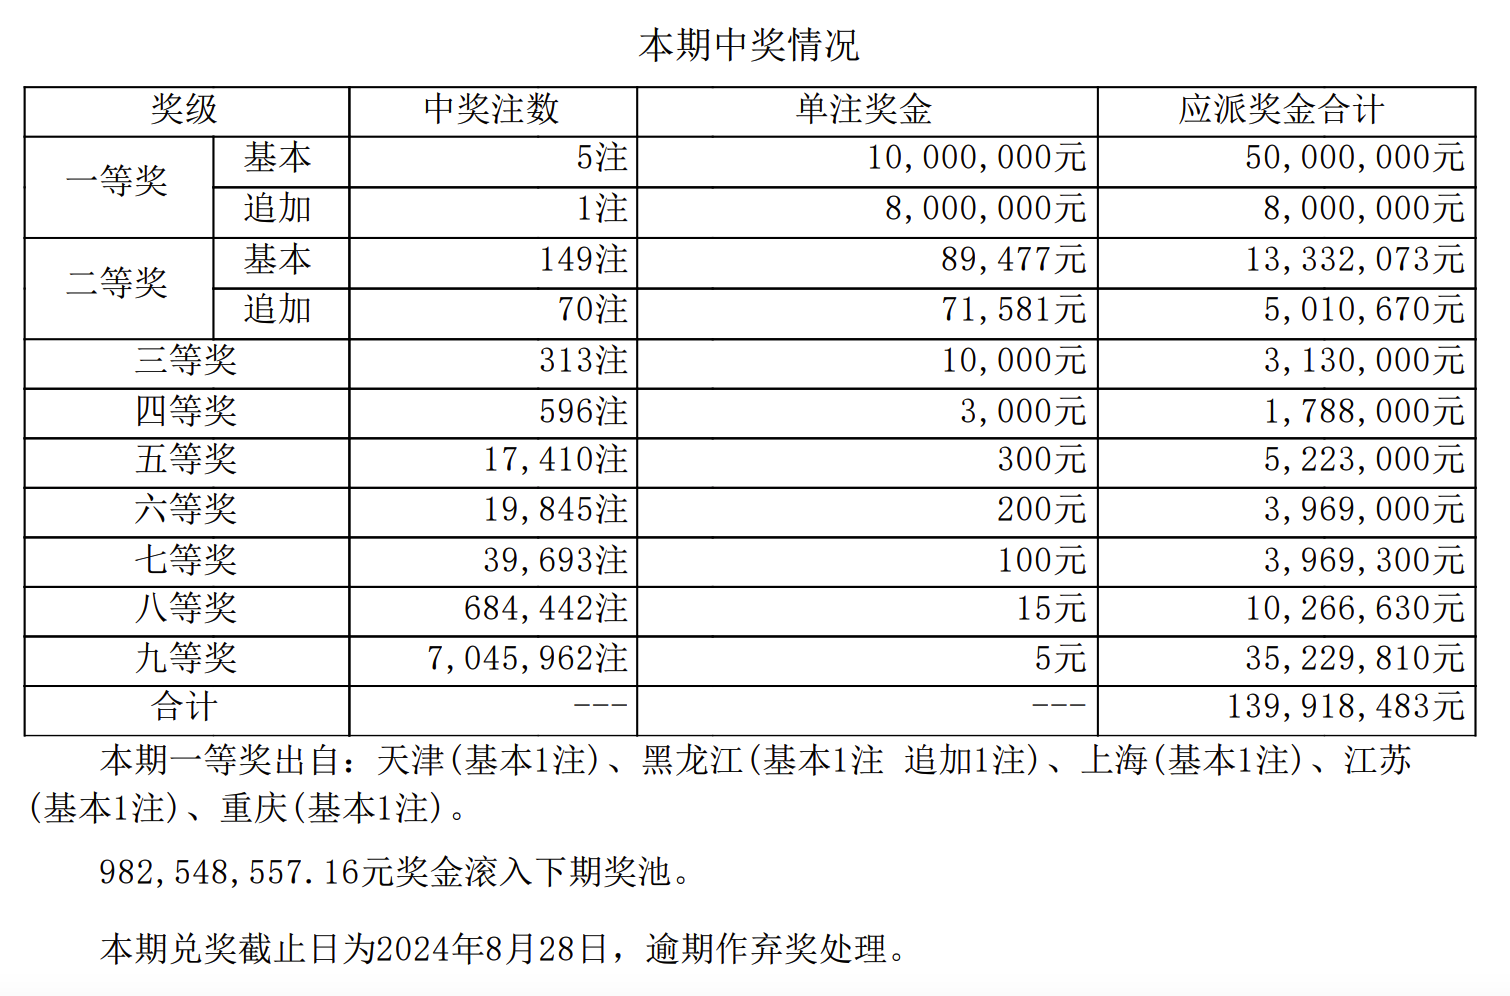 本期中奖情况
奖级 中奖注数 单注奖金 应派奖金合计
一等奖 基本 5注 10,000,000元 50,000,000元
追加 1注 8,000,000元 8,000,000元
二等奖 基本 149注 89,477元 13,332,073元
追加 70注 71,581元 5,010,670元
三等奖 313注 10,000元 3,130,000元
四等奖 596注 3,000元 1,788,000元
五等奖 17,410注 300元 5,223,000元
六等奖 19,845注 200元 3,969,000元
七等奖 39,693注 100元 3,969,300元
八等奖 684,442注 15元 10,266,630元
九等奖 7,045,962注 5元 35,229,810元
合计 --- --- 139,918,483元
本期一等奖出自：天津(基本1注)、黑龙江(基本1注 追加1注)、上海(基本1注)、江苏
(基本1注)、重庆(基本1注)。
982,548,557.16元奖金滚入下期奖池。
本期兑奖截止日为2024年8月28日，逾期作弃奖处理。